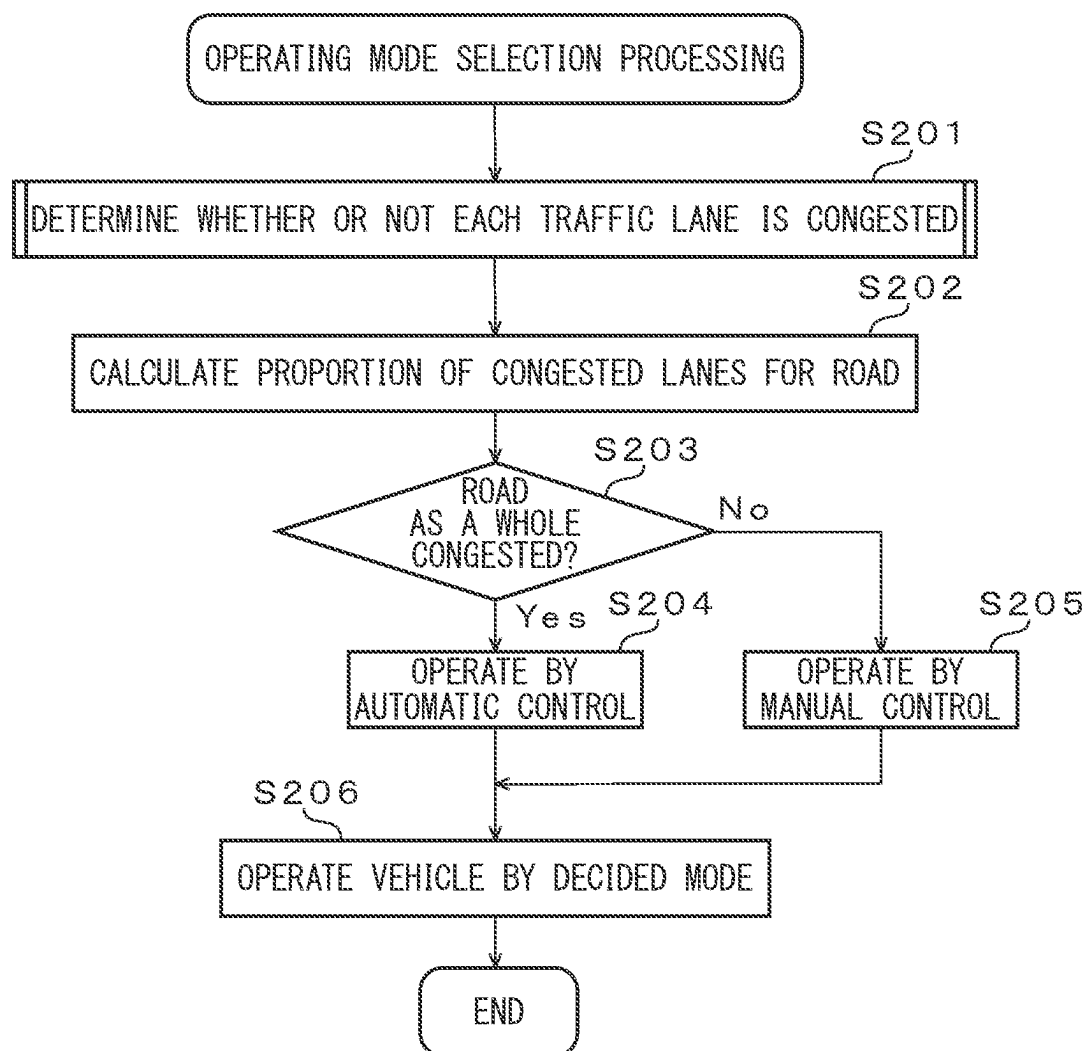 OPERATING MODE SELECTION PROCESSING
S201
DETERMINE WHETHER OR NOT EACH TRAFFIC LANE IS CONGESTED
S202
CALCULATE PROPORTION OF CONGESTED LANES FOR ROAD
S203
ROAD
AS A WHOLE
CONGESTED?
No
Yes
S204
OPERATE BY
AUTOMATIC CONTROL
S205
OPERATE BY
MANUAL CONTROL
S206
OPERATE VEHICLE BY DECIDED MODE
END